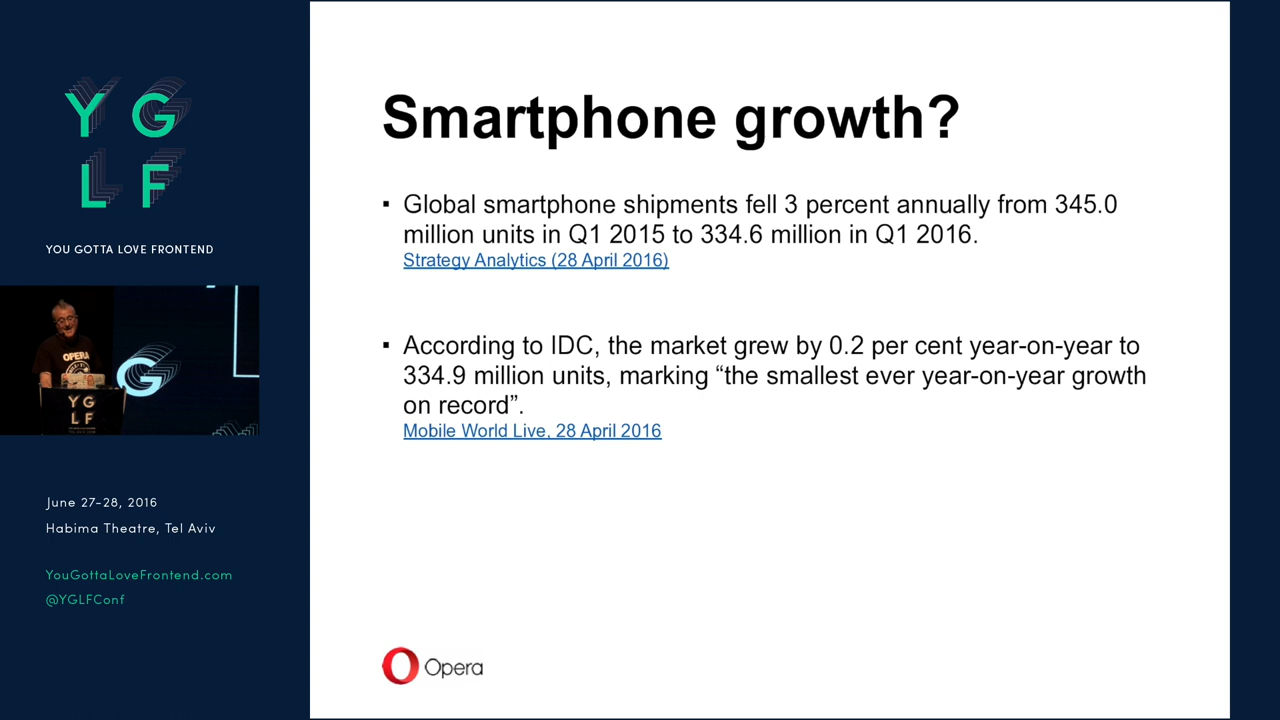 Y G
L F
YOU GOTTA LOVE FRONTEND
OPERA
G
Y G
L F
June 27-28, 2016
Habima Theatre, Tel Aviv
YouGottaLoveFrontend.com
@YGLFConf
Smartphone growth?
▪ Global smartphone shipments fell 3 percent annually from 345.0
million units in Q1 2015 to 334.6 million in Q1 2016.
Strategy Analytics (28 April 2016)
▪ According to IDC, the market grew by 0.2 per cent year-on-year to
334.9 million units, marking “the smallest ever year-on-year growth
on record”.
Mobile World Live, 28 April 2016
Opera